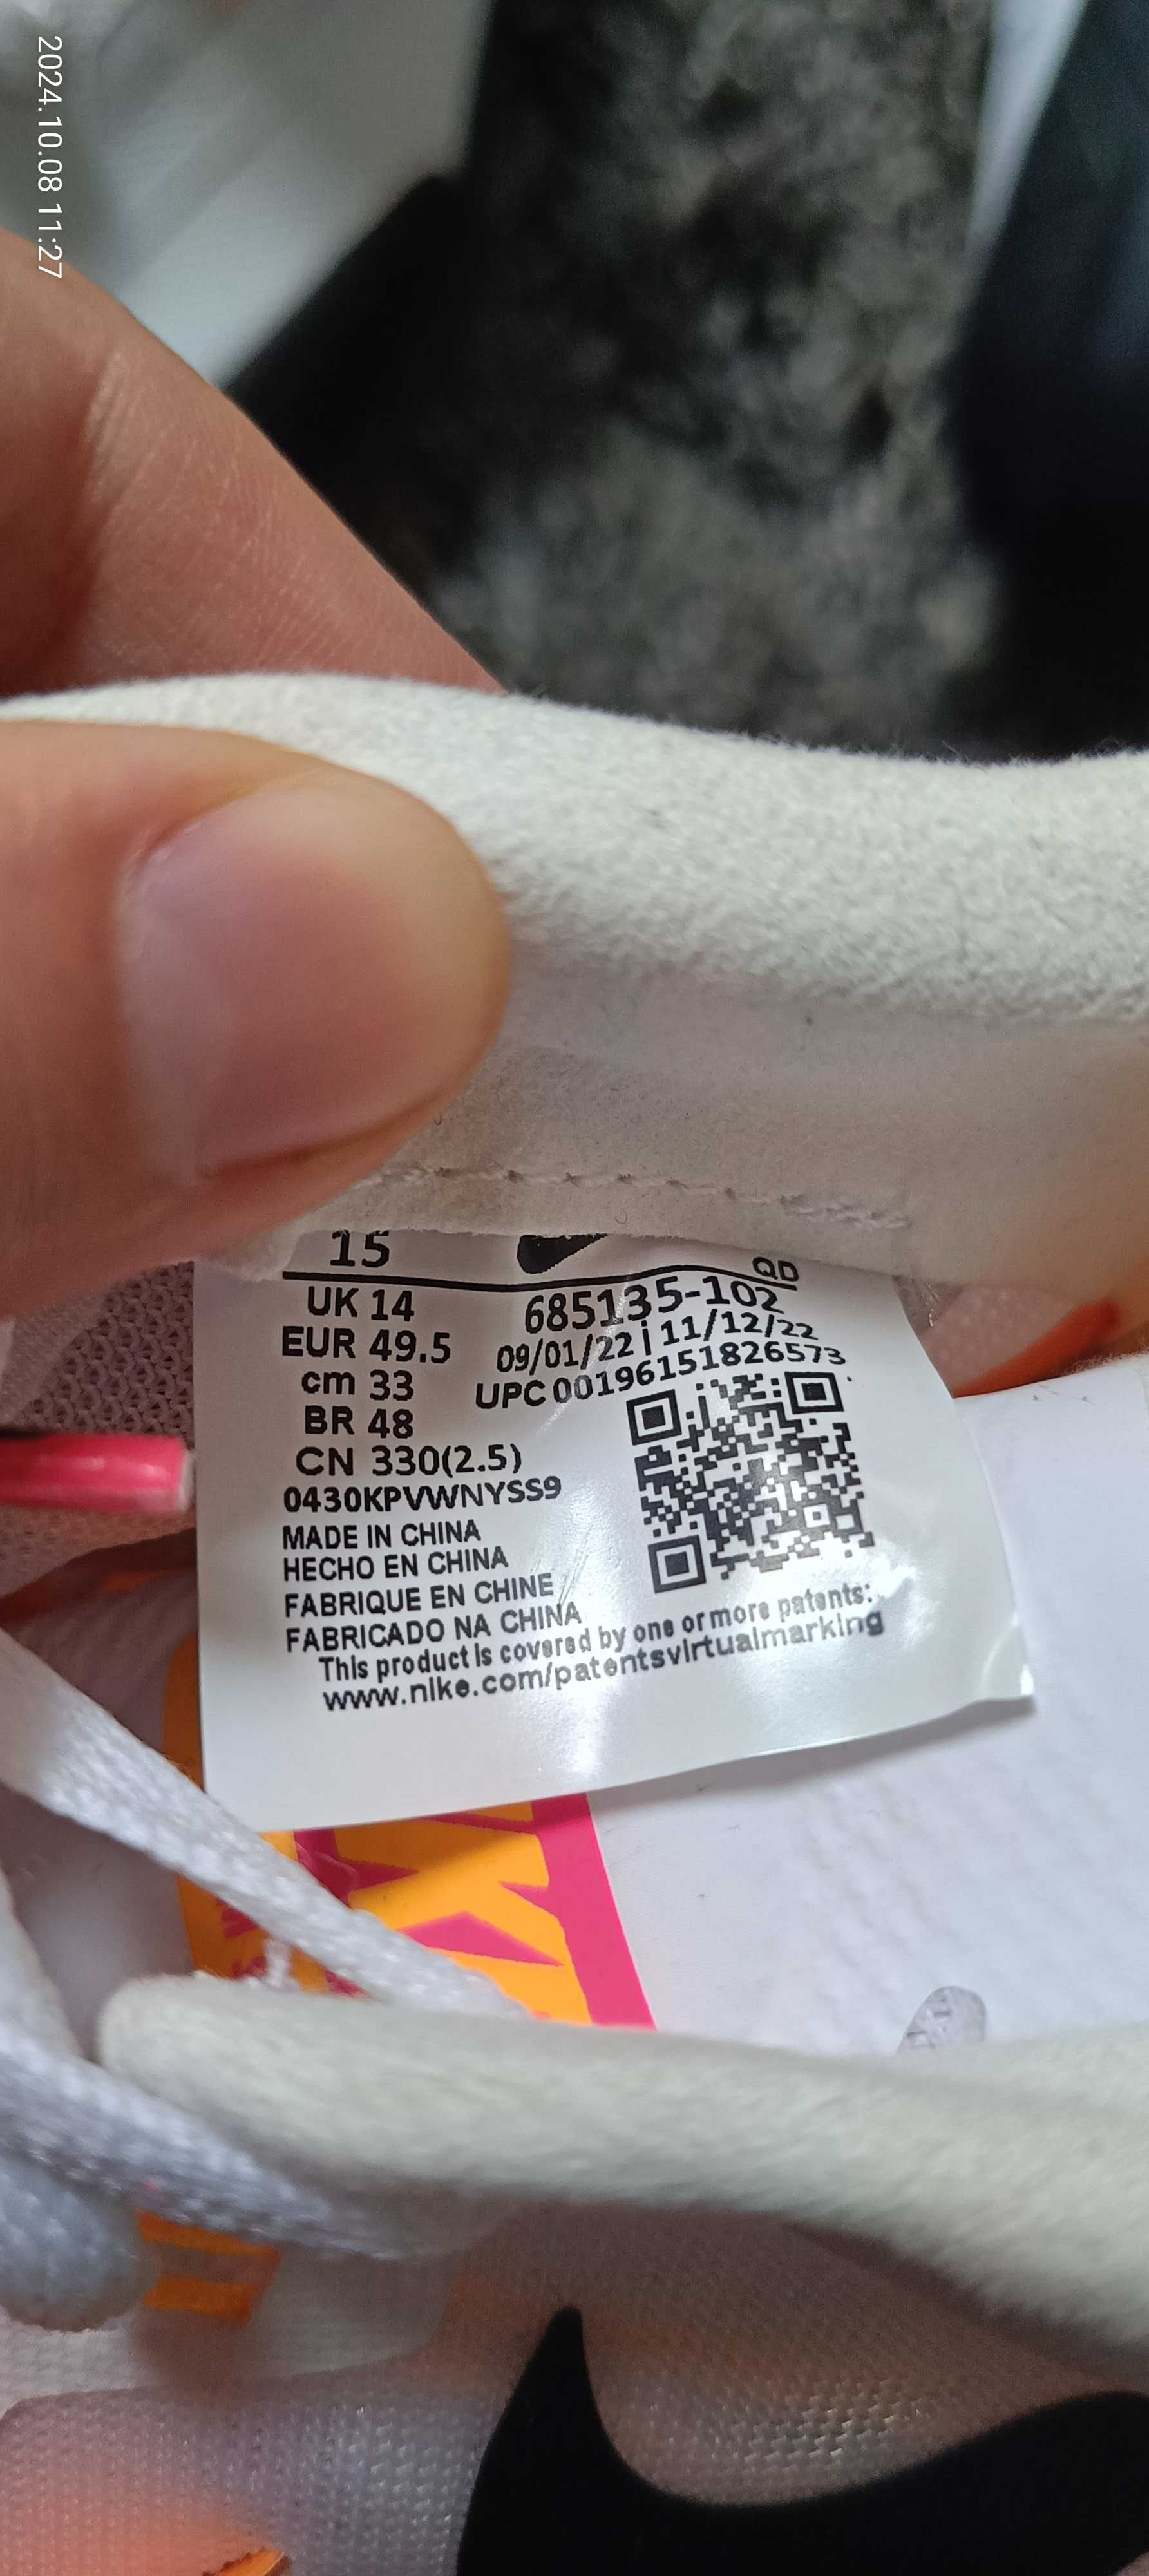 2024.10.08 11:27
15
QD
UK 14
EUR 49.5
cm 33
BR 48
CN 330(2.5)
685135-102
09/01/22 | 11/12/22
UPC 00196151826573
0430KPVWNYSS9
MADE IN CHINA
HECHO EN CHINA
FABRIQUE EN CHINE
FABRICADO NA CHINA
This product is covered by one or more patents:
www.nike.com/patentsvirtualmarking